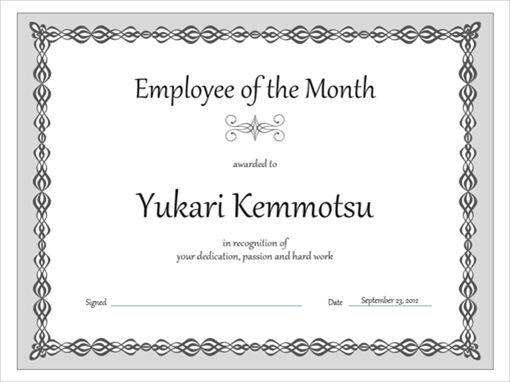 Employee of the Month
awarded to
Yukari Kemmotsu
in recognition of
your dedication, passion and hard work
Signed Date September 23, 2012